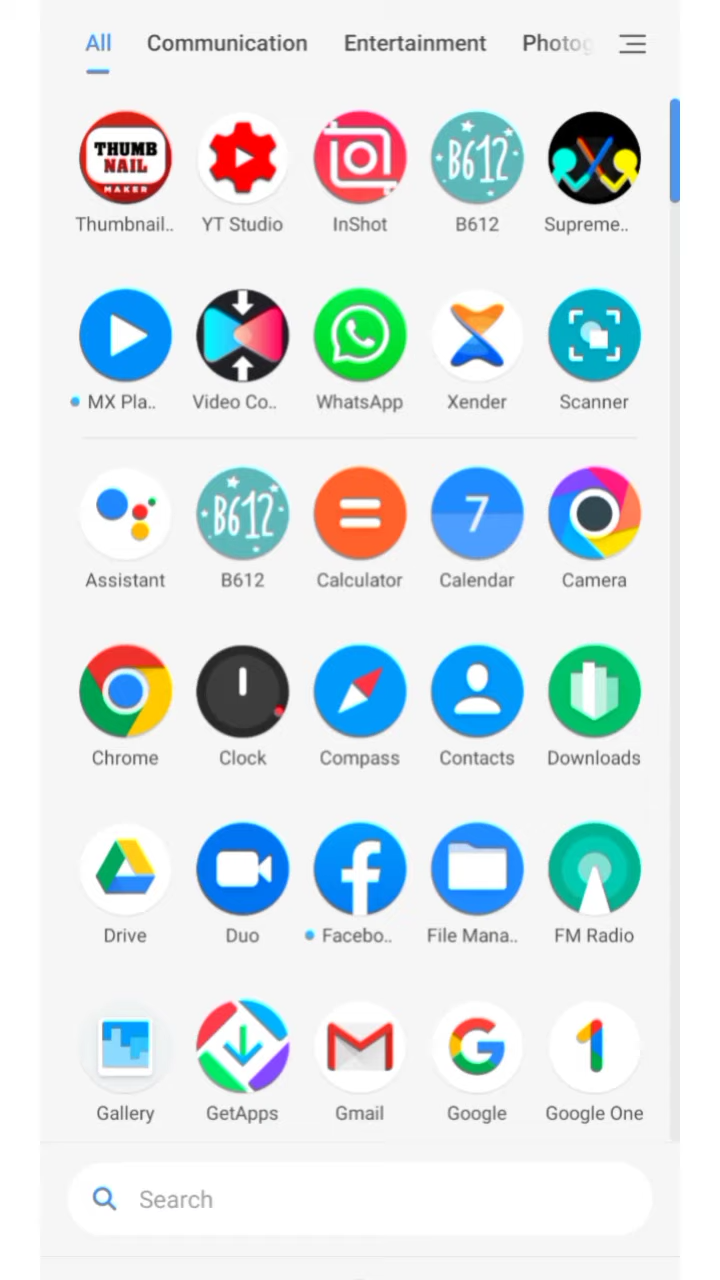 All Communication Entertainment Photog
THUMB
NAIL
MAKER
B612
Thumbnail.. YT Studio InShot B612 Supreme..
MX Pla.. Video Co.. WhatsApp Xender Scanner
B612
7
Assistant B612 Calculator Calendar Camera
Chrome Clock Compass Contacts Downloads
Drive Duo Facebo.. File Mana.. FM Radio
Gallery GetApps Gmail Google Google One
Search